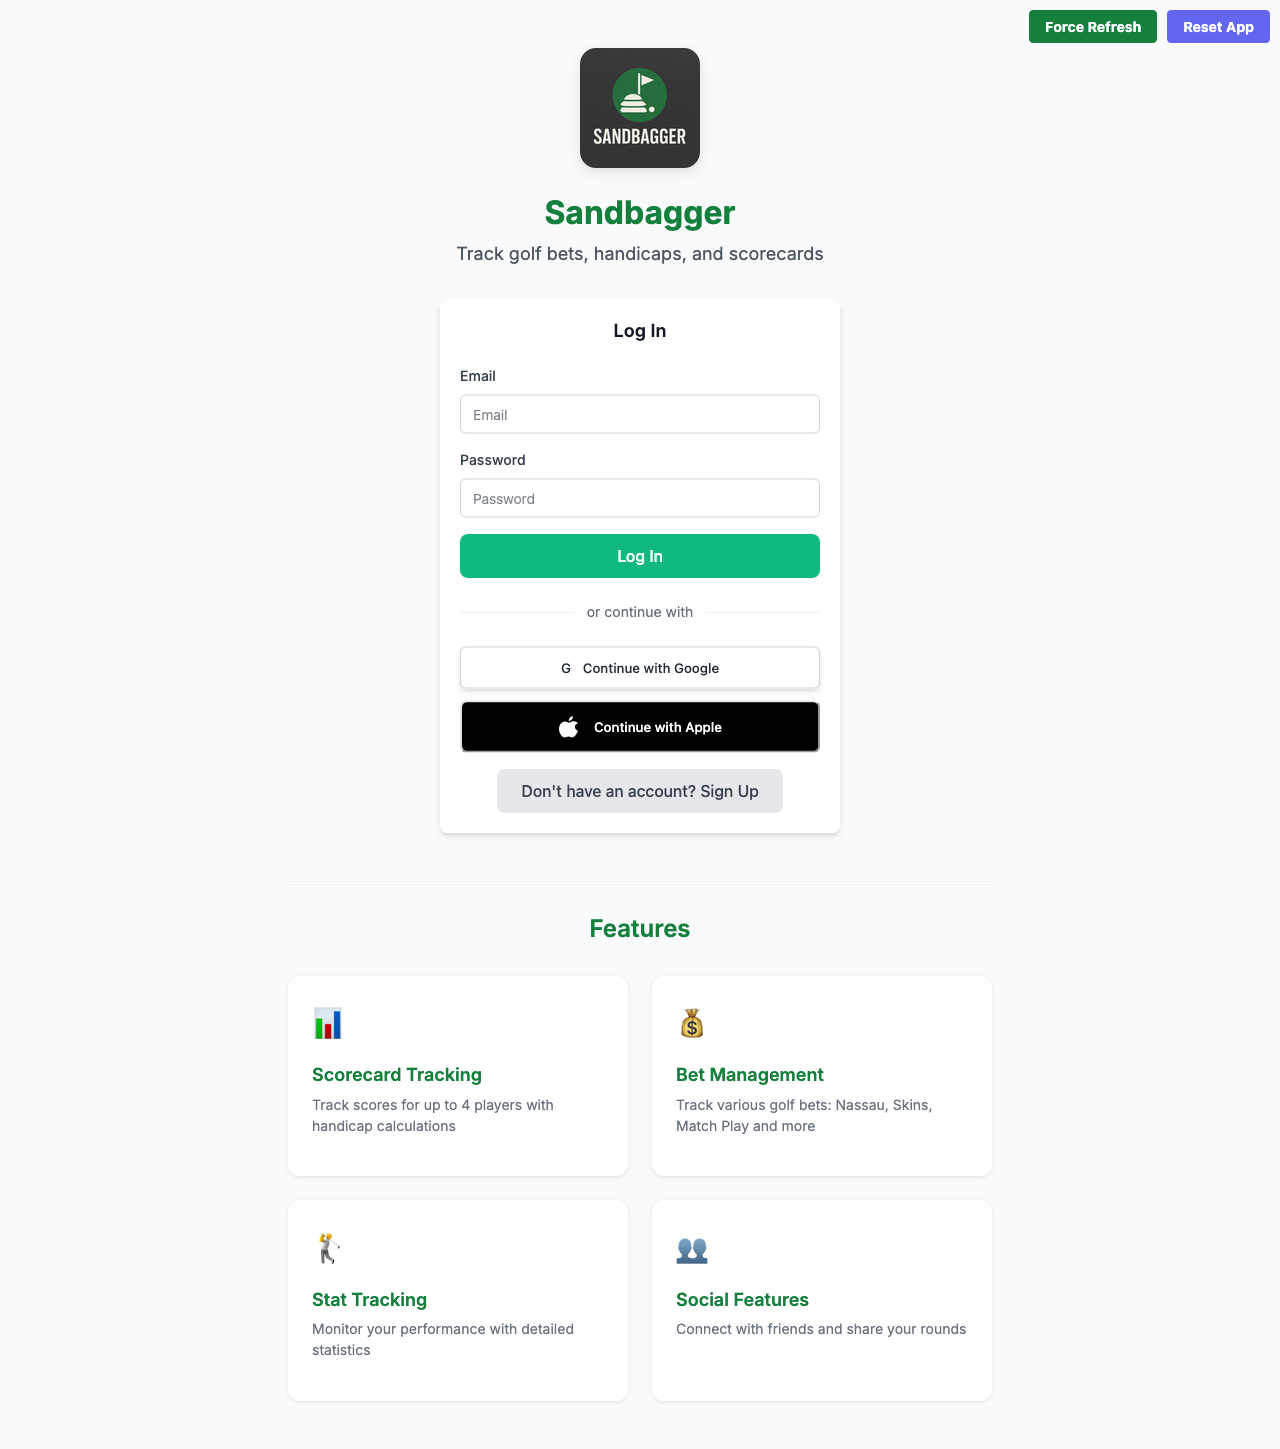 Force Refresh
Reset App
SANDBAGGER
Sandbagger
Track golf bets, handicaps, and scorecards
Log In
Email
Email
Password
Password
Log In
or continue with
G Continue with Google
Continue with Apple
Don't have an account? Sign Up
Features
Scorecard Tracking
Track scores for up to 4 players with
handicap calculations
Bet Management
Track various golf bets: Nassau, Skins,
Match Play and more
Stat Tracking
Monitor your performance with detailed
statistics
Social Features
Connect with friends and share your rounds